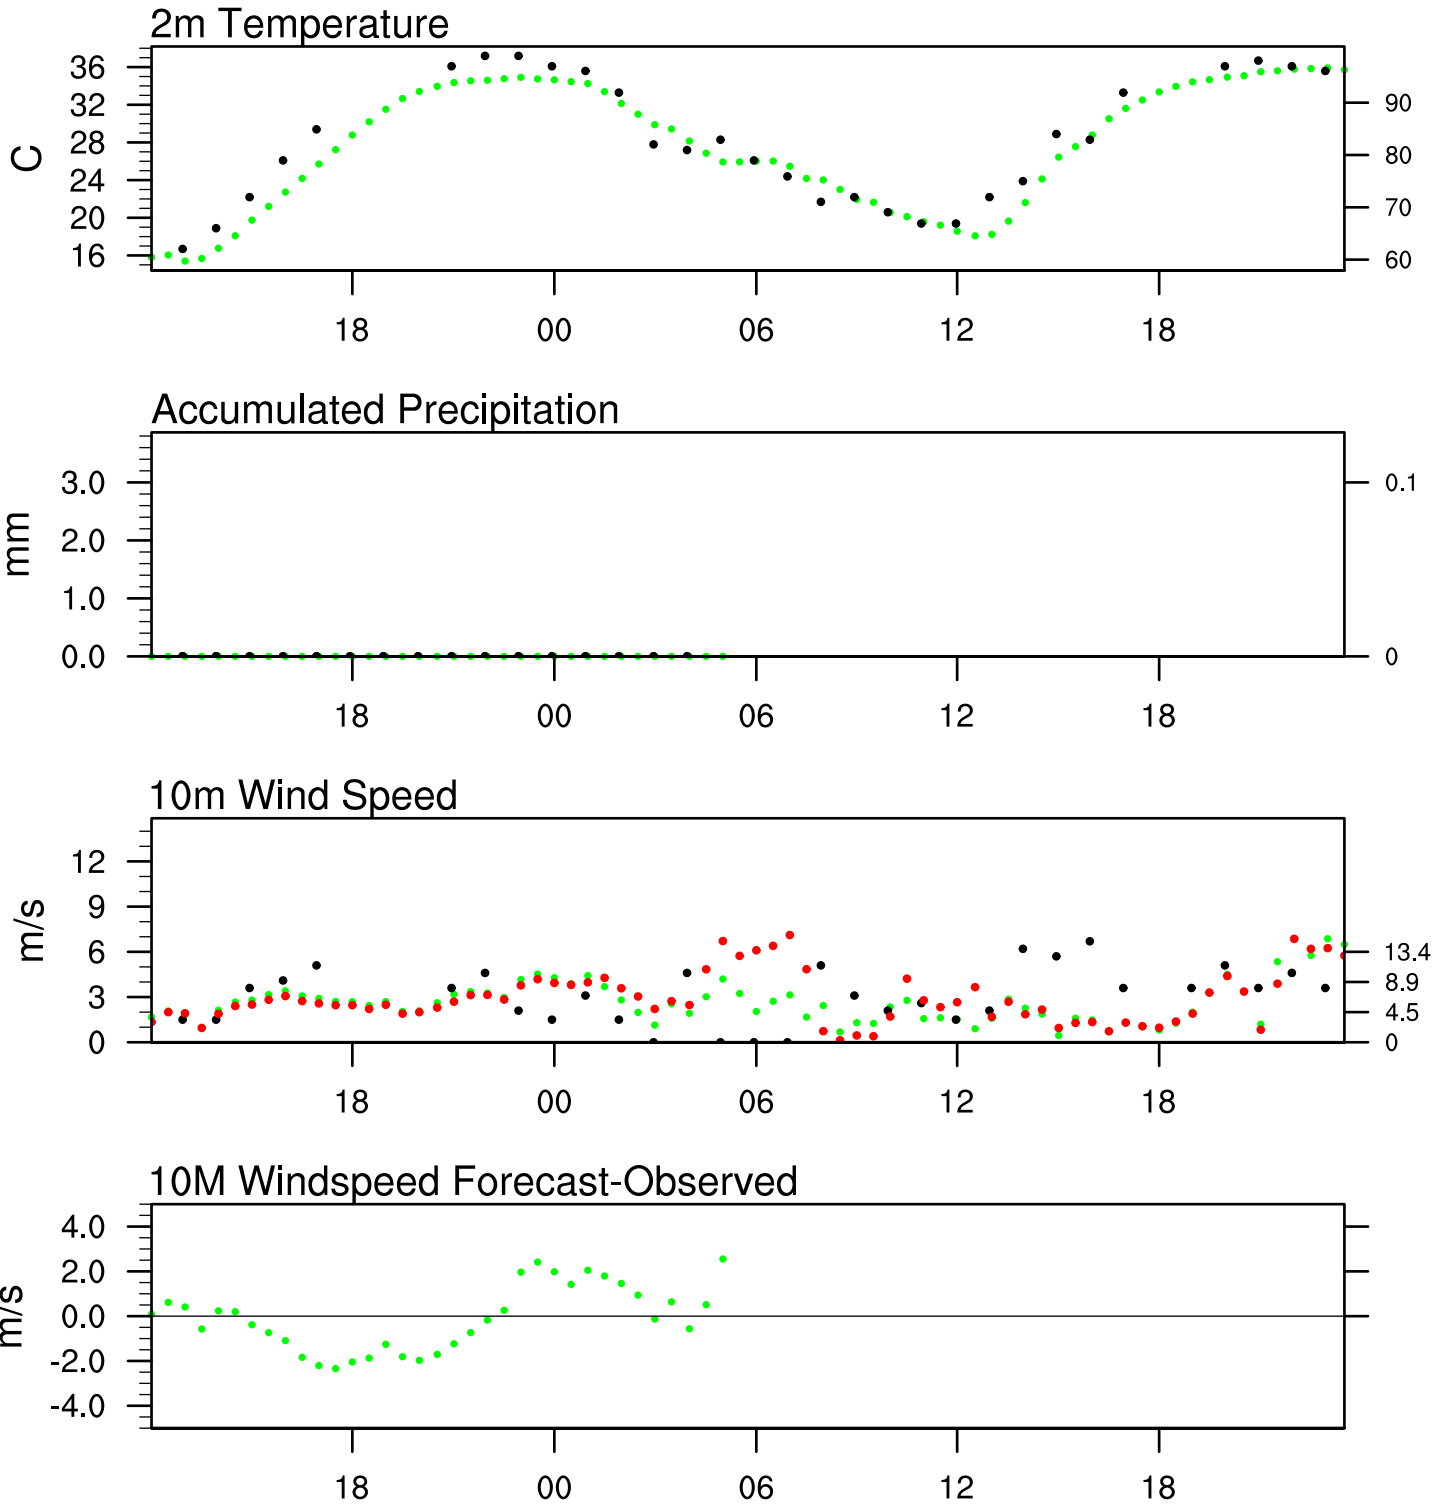 2m Temperature
36
32
28
24
20
16
C
90
80
70
60
18 00 06 12 18
Accumulated Precipitation
3.0
2.0
1.0
0.0
mm
0.1
0
18 00 06 12 18
10m Wind Speed
12
9
6
3
0
m/s
13.4
8.9
4.5
0
18 00 06 12 18
10M Windspeed Forecast-Observed
4.0
2.0
0.0
-2.0
-4.0
m/s
18 00 06 12 18